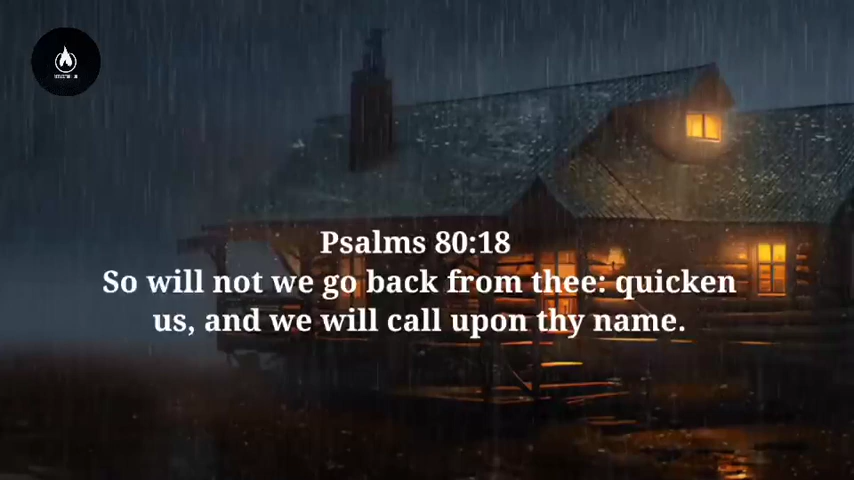 Psalms 80:18
So will not we go back from thee: quicken
us, and we will call upon thy name.